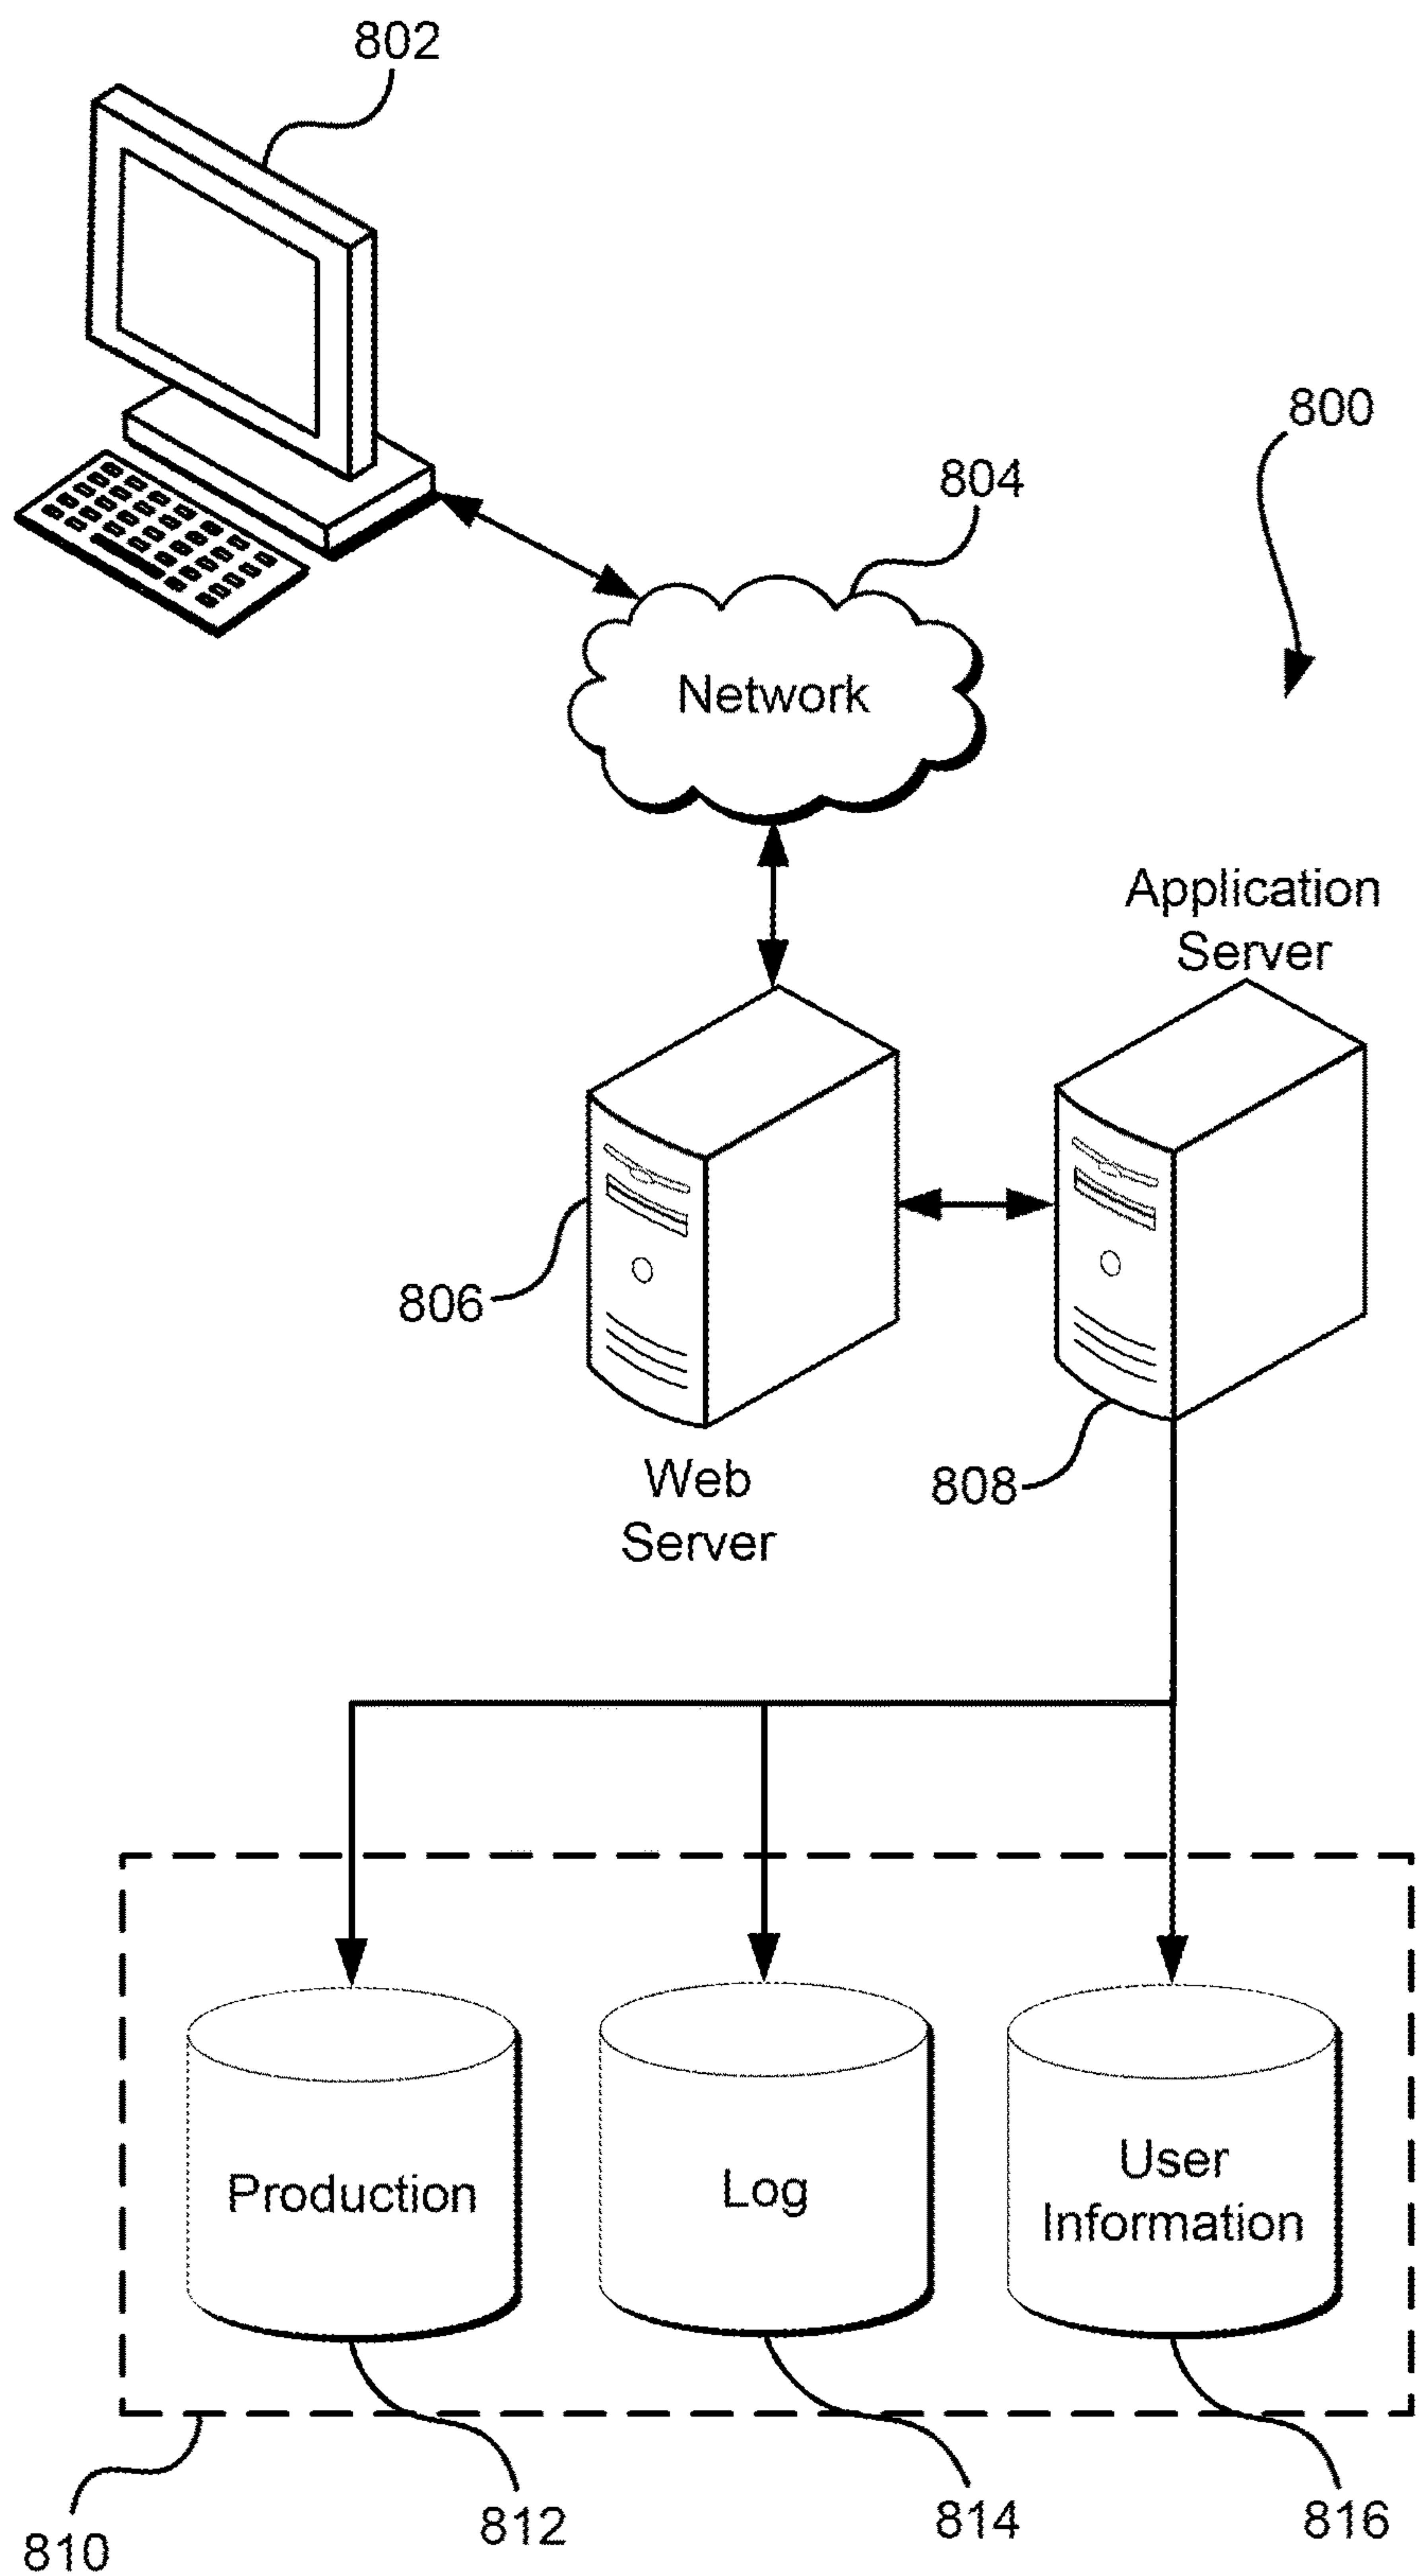 802
800
804
Network
Application
Server
806
808
Web
Server
Production
Log
User
Information
810
812
814
816